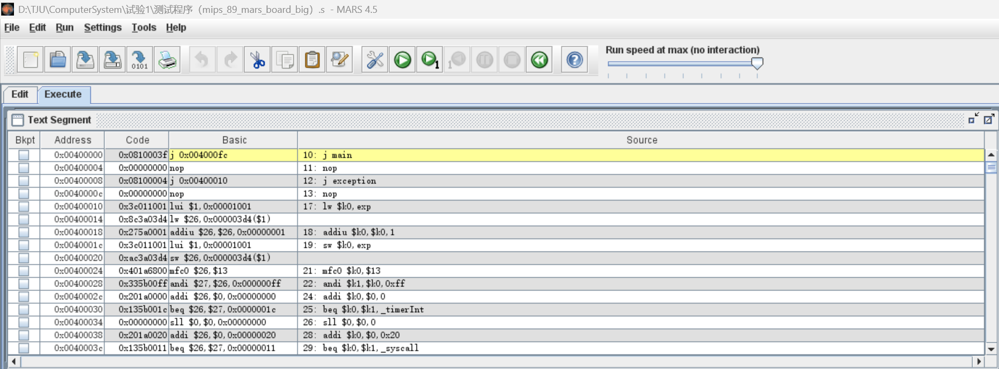 D:\TJU\ComputerSystem\试验1\测试程序（mips_89_mars_board_big）.s - MARS 4.5
File Edit Run Settings Tools Help
Run speed at max (no interaction)
0101 1 1
Edit Execute
Text Segment
Bkpt Address Code Basic Source
0x00400000 0x0810003f j 0x004000fc 10: j main
0x00400004 0x00000000 nop 11: nop
0x00400008 0x08100004 j 0x00400010 12: j exception
0x0040000c 0x00000000 nop 13: nop
0x00400010 0x3c011001 lui $1,0x00001001 17: lw $k0,exp
0x00400014 0x8c3a03d4 lw $26,0x000003d4($1)
0x00400018 0x275a0001 addiu $26,$26,0x00000001 18: addiu $k0,$k0,1
0x0040001c 0x3c011001 lui $1,0x00001001 19: sw $k0,exp
0x00400020 0xac3a03d4 sw $26,0x000003d4($1)
0x00400024 0x401a6800 mfc0 $26,$13 21: mfc0 $k0,$13
0x00400028 0x335b00ff andi $27,$26,0x000000ff 22: andi $k1,$k0,0xff
0x0040002c 0x201a0000 addi $26,$0,0x00000000 24: addi $k0,$0,0
0x00400030 0x135b001c beq $26,$27,0x0000001c 25: beq $k0,$k1,_timerInt
0x00400034 0x00000000 sll $0,$0,0x00000000 26: sll $0,$0,0
0x00400038 0x201a0020 addi $26,$0,0x00000020 28: addi $k0,$0,0x20
0x0040003c 0x135b0011 beq $26,$27,0x00000011 29: beq $k0,$k1,_syscall